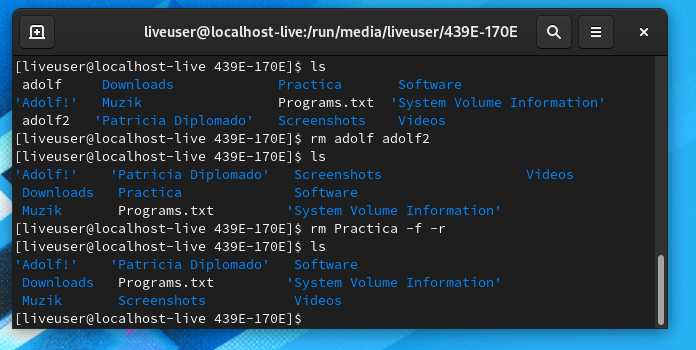 liveuser@localhost-live:/run/media/liveuser/439E-170E
[liveuser@localhost-live 439E-170E]$ ls
adolf Downloads Practica Software
'Adolf!' Muzik Programs.txt 'System Volume Information'
adolf2 'Patricia Diplomado' Screenshots Videos
[liveuser@localhost-live 439E-170E]$ rm adolf adolf2
[liveuser@localhost-live 439E-170E]$ ls
'Adolf!' 'Patricia Diplomado' Screenshots Videos
Downloads Practica Software
Muzik Programs.txt 'System Volume Information'
[liveuser@localhost-live 439E-170E]$ rm Practica -f -r
[liveuser@localhost-live 439E-170E]$ ls
'Adolf!' 'Patricia Diplomado' Software
Downloads Programs.txt 'System Volume Information'
Muzik Screenshots Videos
[liveuser@localhost-live 439E-170E]$